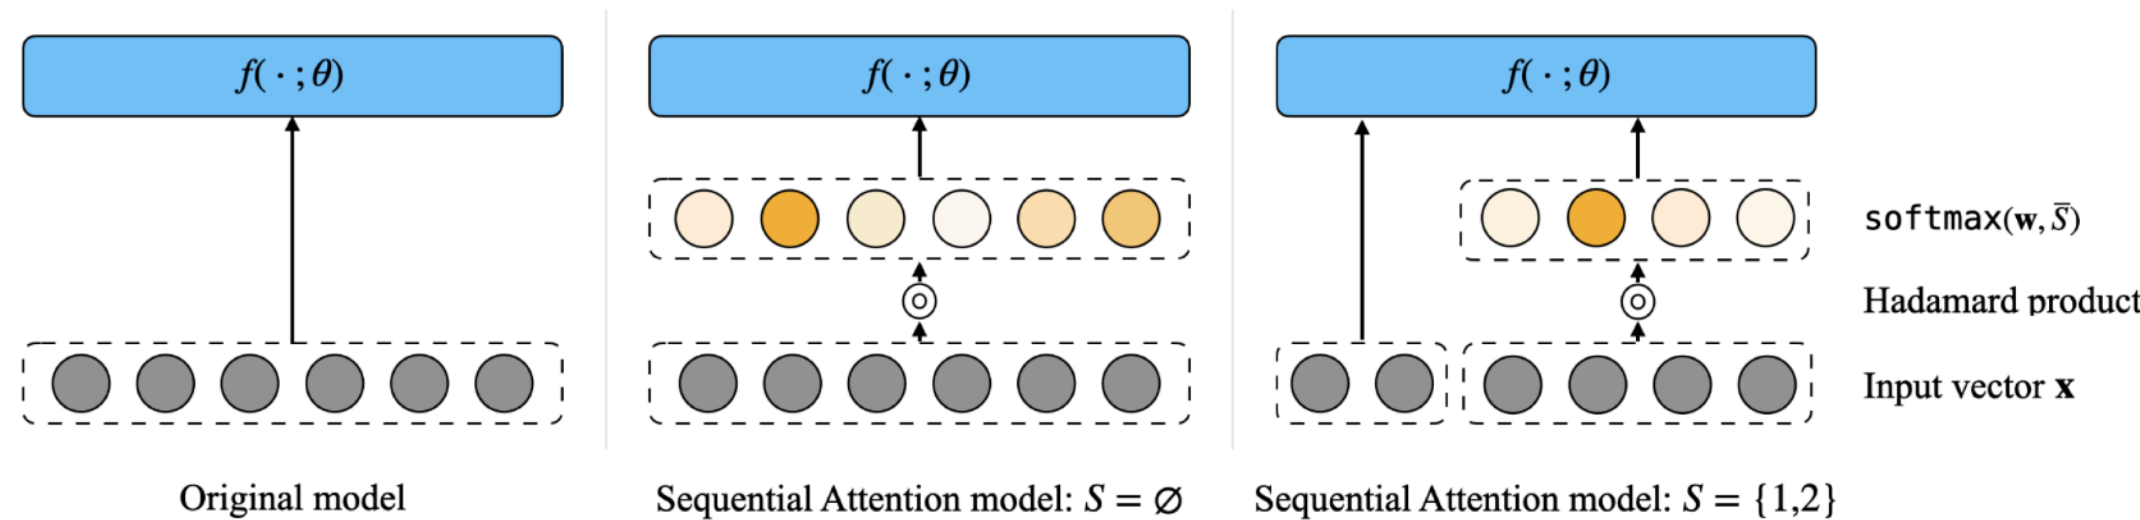 f( · ; θ)
f( · ; θ)
f( · ; θ)
softmax(w, S̅)
Hadamard product
Input vector x
Original model
Sequential Attention model: S = ∅
Sequential Attention model: S = {1,2}